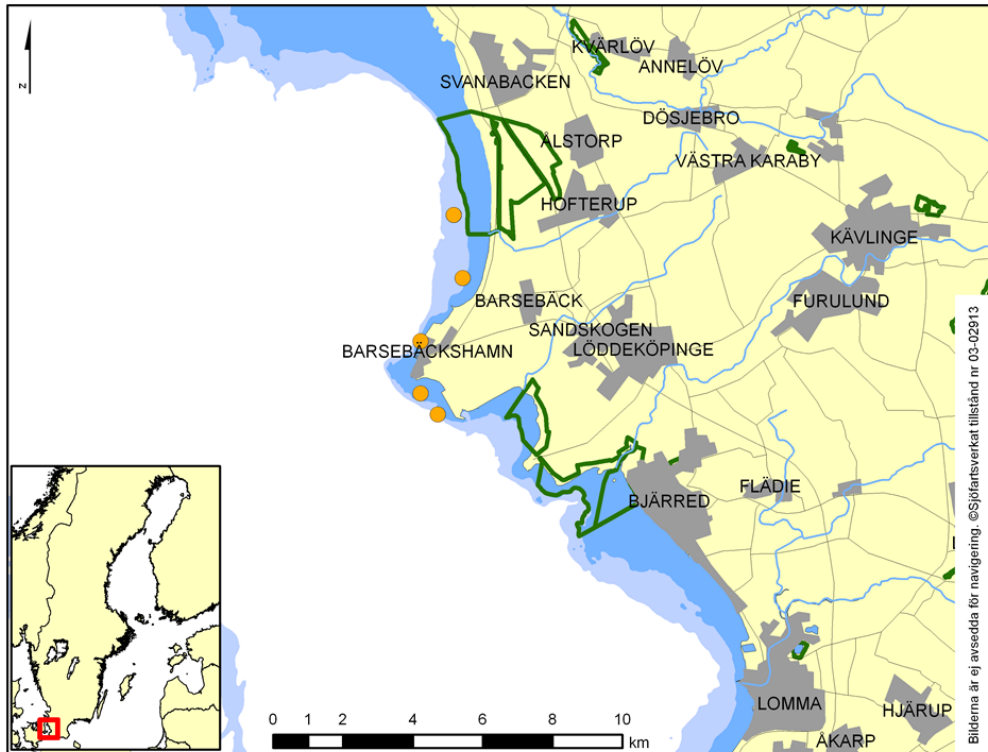 z
KVÄRLÖV
ANNELÖV
SVANABACKEN
DÖSJEBRO
ÅLSTORP
VÄSTRA KARABY
HOFTERUP
KÄVLINGE
BARSEBÄCK
FURULUND
SANDSKOGEN
BARSEBÄCKSHAMN
LÖDDEKÖPINGE
BJÄRRED
FLÄDIE
L
LOMMA
HJÄRUP
ÅKARP
0 1 2 4 6 8 10
km
Bilderna är ej avsedda för navigering. ©Sjöfartsverkat tillstånd nr 03-02913